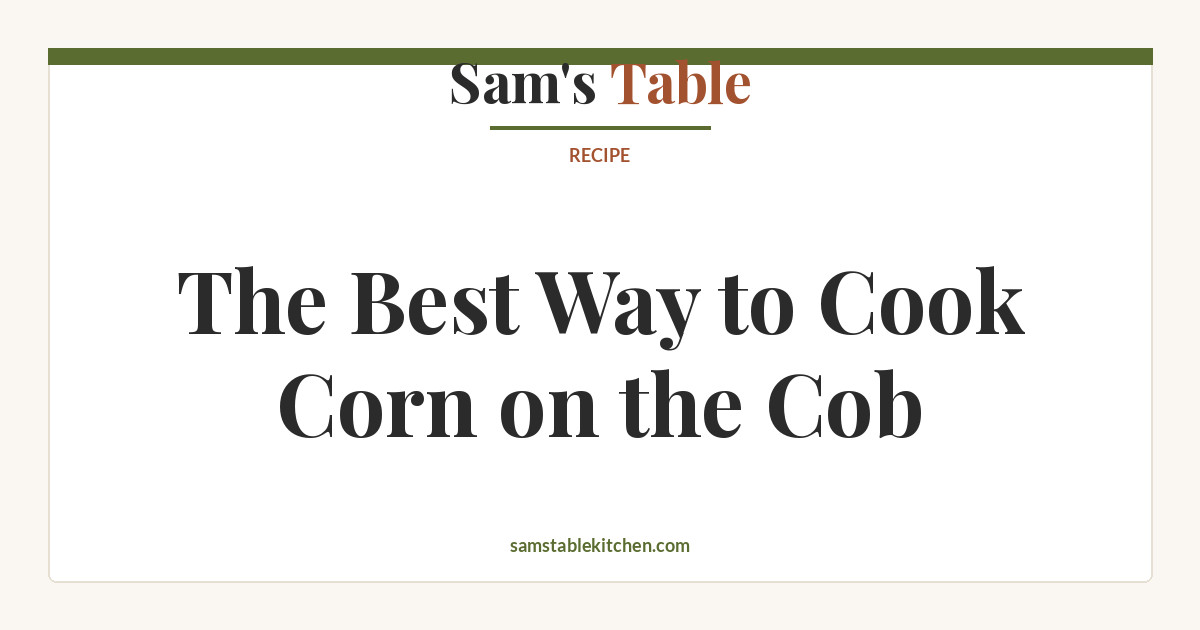 Sam's Table
RECIPE
The Best Way to Cook
Corn on the Cob
samstablekitchen.com